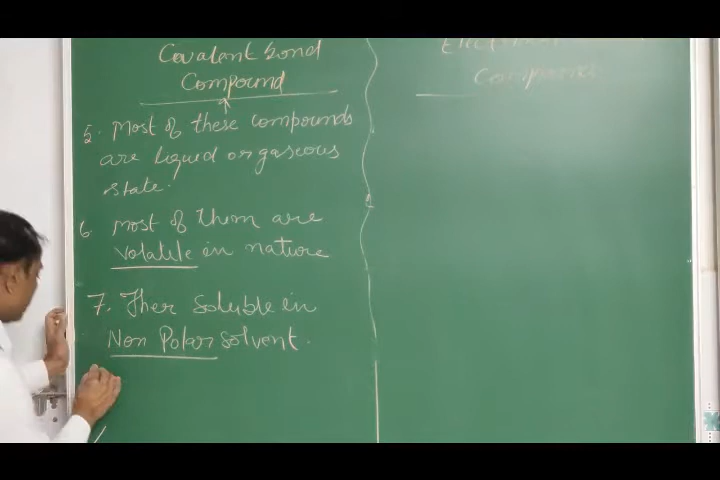 Covalent bond
Compound
5. Most of these compounds
are liquid or gaseous
state.
6. Most of them are
volatile in nature
7. Ther soluble in
Non Polar solvent.
Compound